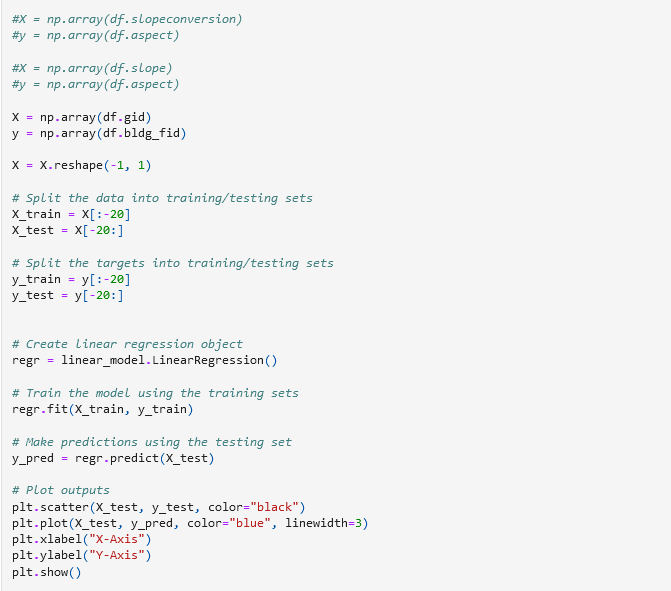 #X = np.array(df.slopeconversion)
#y = np.array(df.aspect)
#X = np.array(df.slope)
#y = np.array(df.aspect)
X = np.array(df.gid)
y = np.array(df.bldg_fid)
X = X.reshape(-1, 1)
# Split the data into training/testing sets
X_train = X[:-20]
X_test = X[-20:]
# Split the targets into training/testing sets
y_train = y[:-20]
y_test = y[-20:]
# Create linear regression object
regr = linear_model.LinearRegression()
# Train the model using the training sets
regr.fit(X_train, y_train)
# Make predictions using the testing set
y_pred = regr.predict(X_test)
# Plot outputs
plt.scatter(X_test, y_test, color="black")
plt.plot(X_test, y_pred, color="blue", linewidth=3)
plt.xlabel("X-Axis")
plt.ylabel("Y-Axis")
plt.show()